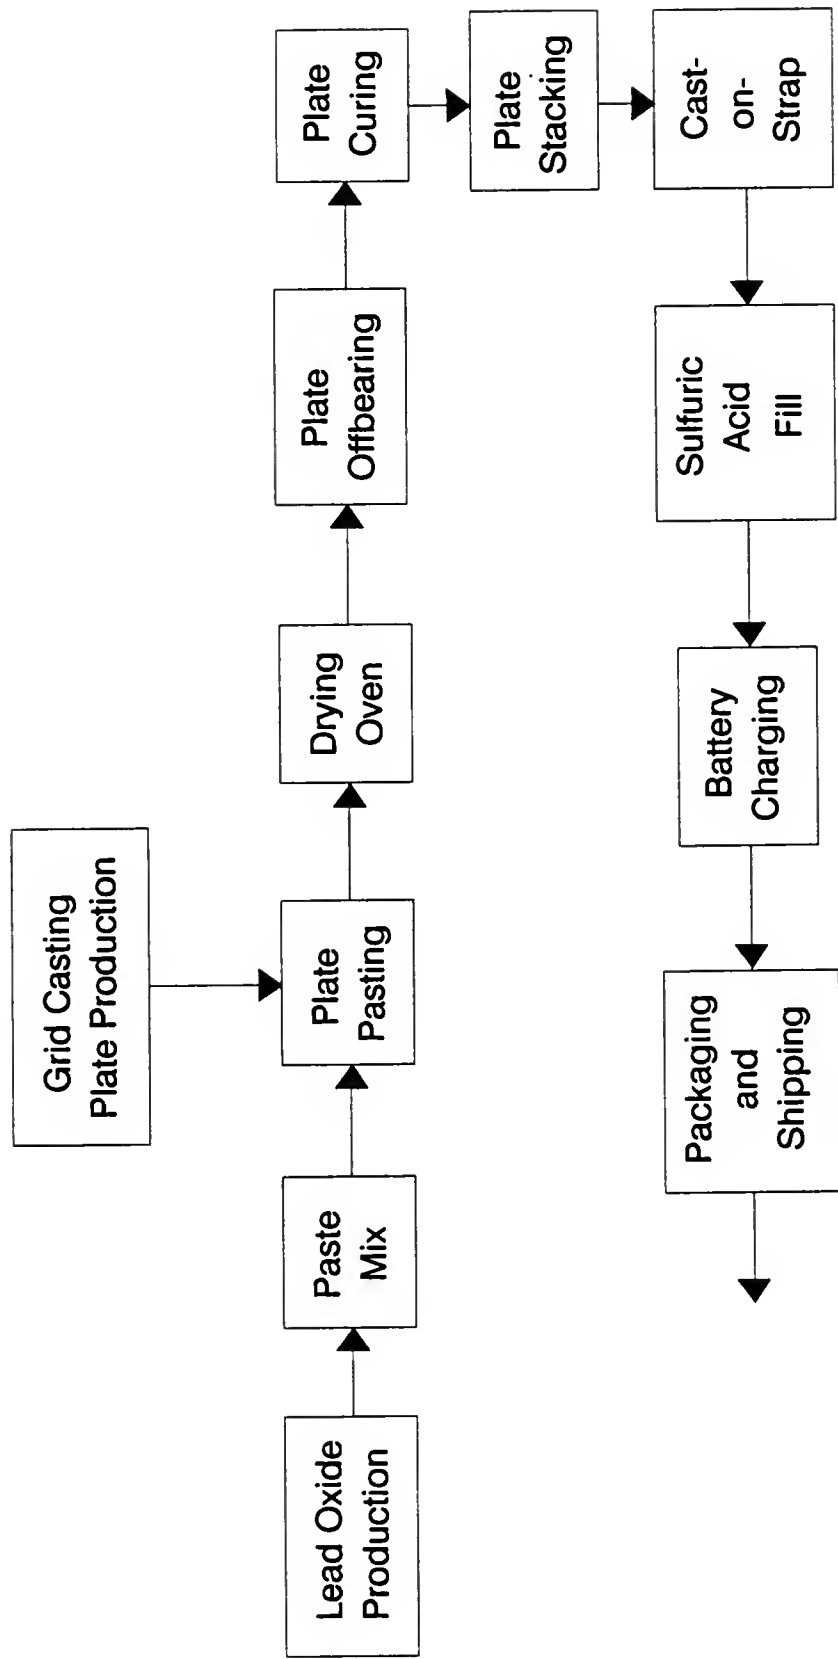 Grid Casting
Plate Production
Lead Oxide
Production
Paste
Mix
Plate
Pasting
Drying
Oven
Plate
Offbearing
Plate
Curing
Plate
Stacking
Cast-
on-
Strap
Sulfuric
Acid
Fill
Battery
Charging
Packaging
and
Shipping